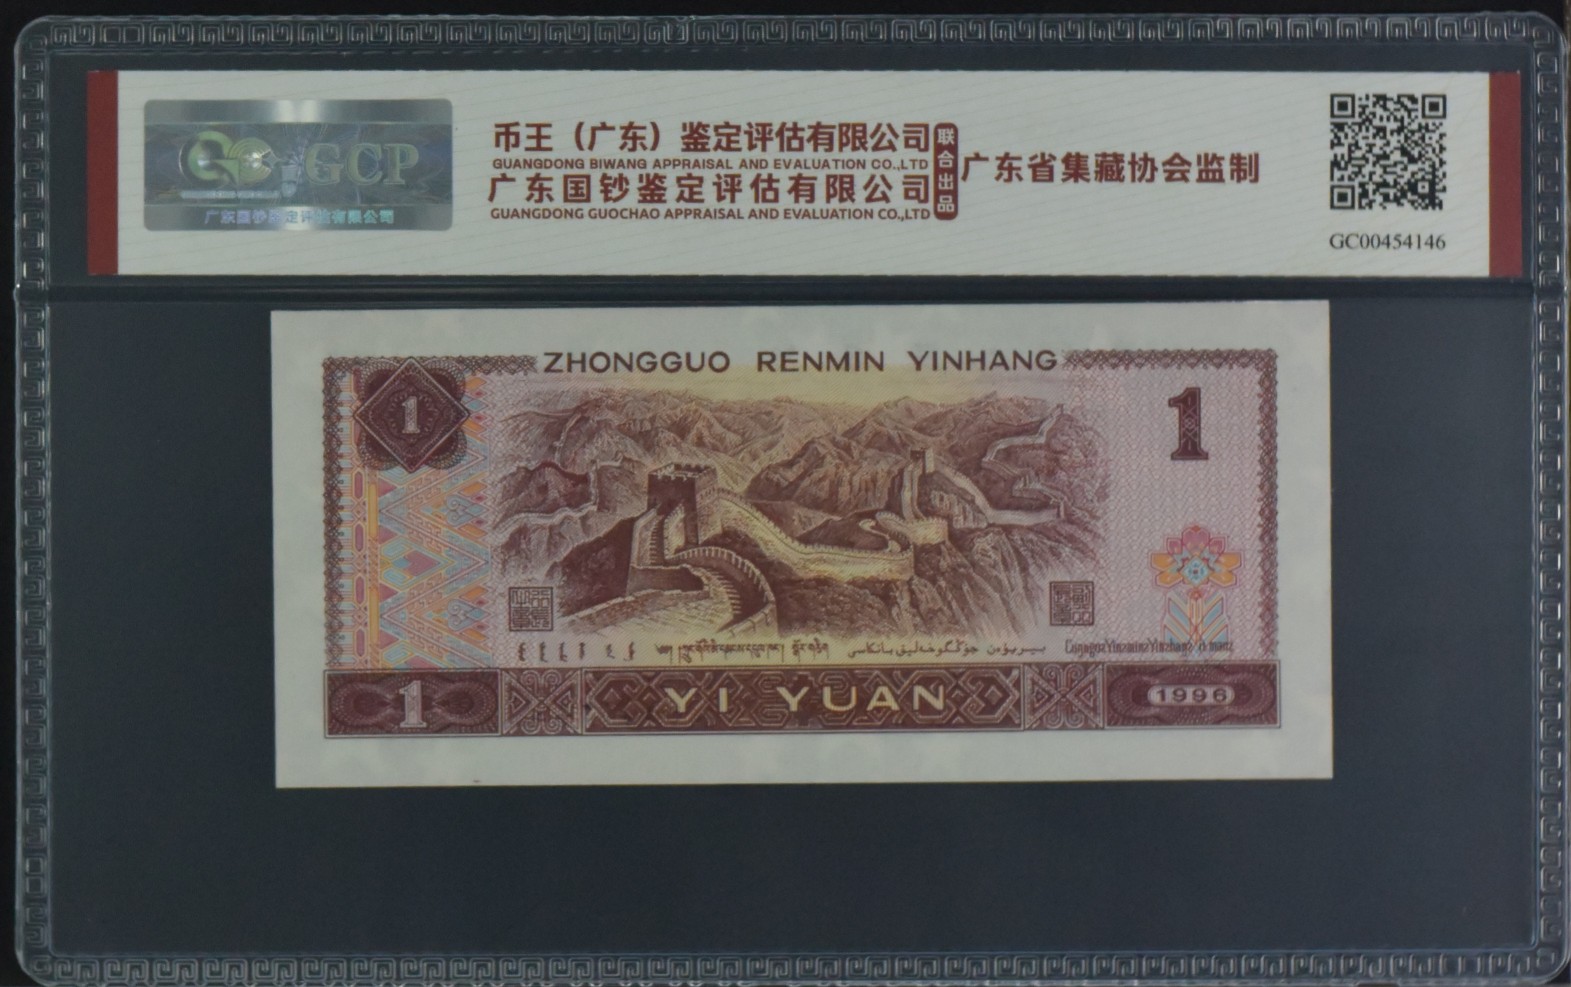 GCP
广东国钞鉴定评估有限公司
币王（广东）鉴定评估有限公司
GUANGDONG BIWANG APPRAISAL AND EVALUATION CO.,LTD
广东国钞鉴定评估有限公司
GUANGDONG GUOCHAO APPRAISAL AND EVALUATION CO.,LTD
联合出品
广东省集藏协会监制
GC00454146
ZHONGGUO RENMIN YINHANG
1
1
1
YI YUAN
1996